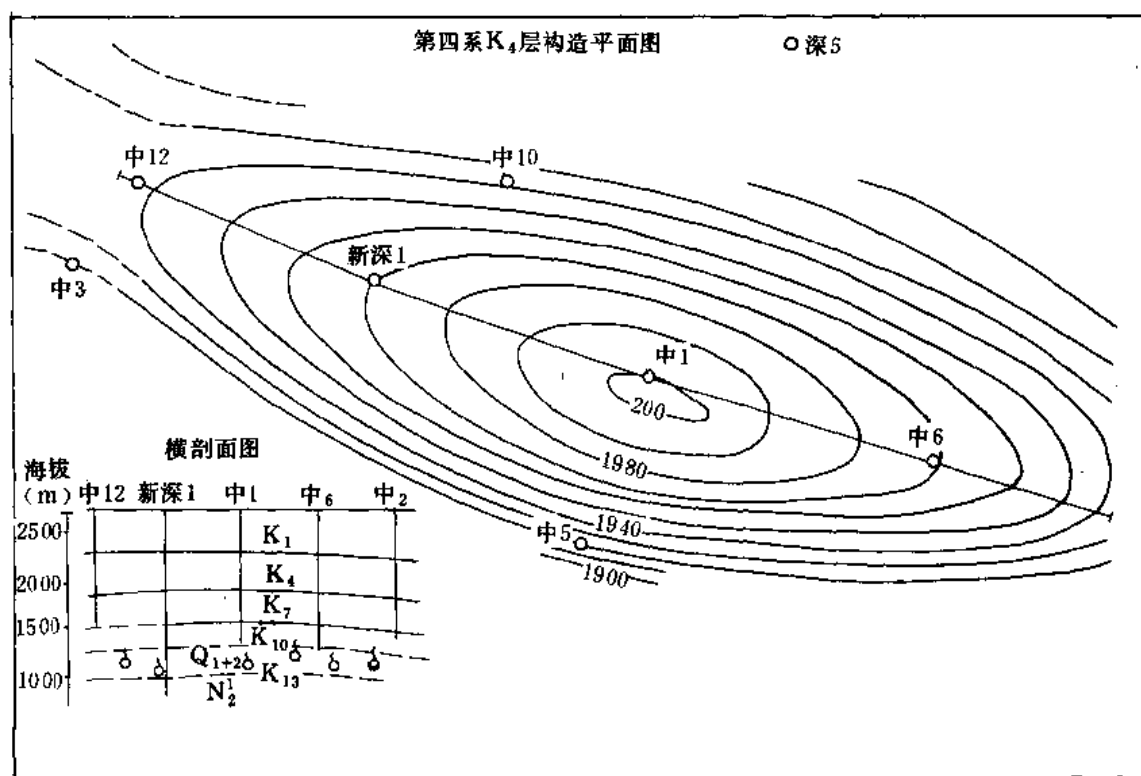 第四系K₄层构造平面图
深5
中12
中10
新深1
中3
中1
200
中6
1980
1940
中5
1900
横剖面图
海拔
(m)
中12 新深1 中1 中₆ 中₂
2500
K₁
2000
K₄
K₇
1500
K₁₀
Q₁₊₂
K₁₃
1000
N₂¹